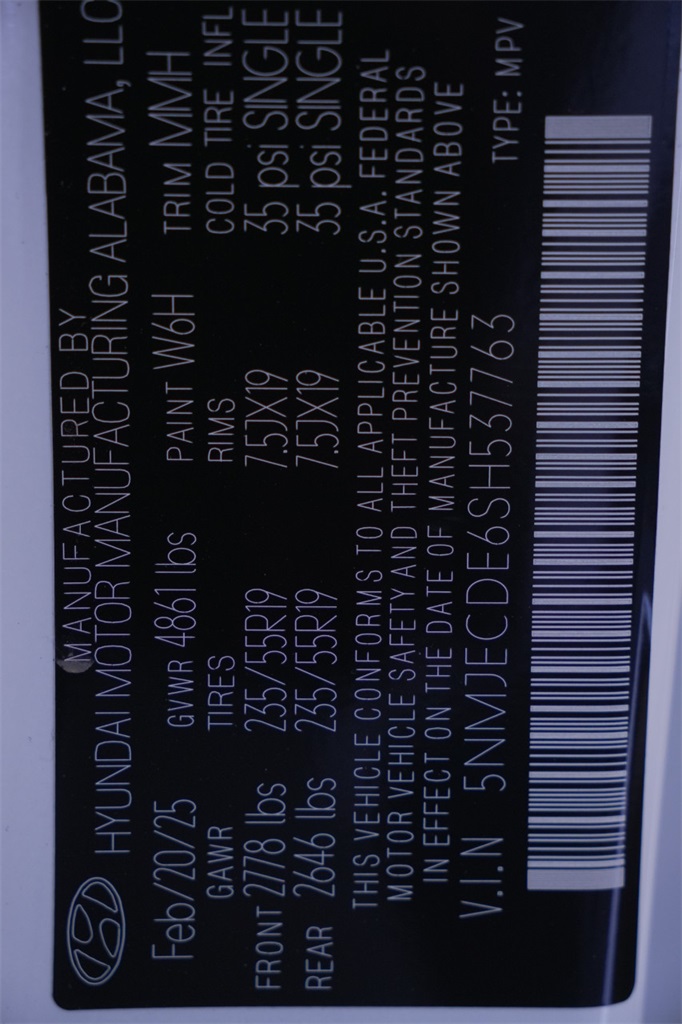 MANUFACTURED BY
HYUNDAI MOTOR MANUFACTURING ALABAMA, LLC
Feb/20/25 GVWR 4861 lbs PAINT W6H TRIM MMH
GAWR TIRES RIMS COLD TIRE INFL
FRONT 2778 lbs 235/55R19 7.5JX19 35 psi SINGLE
REAR 2646 lbs 235/55R19 7.5JX19 35 psi SINGLE
THIS VEHICLE CONFORMS TO ALL APPLICABLE U.S.A. FEDERAL
MOTOR VEHICLE SAFETY AND THEFT PREVENTION STANDARDS
IN EFFECT ON THE DATE OF MANUFACTURE SHOWN ABOVE
V.I.N 5NMJECDE6SH537763 TYPE: MPV